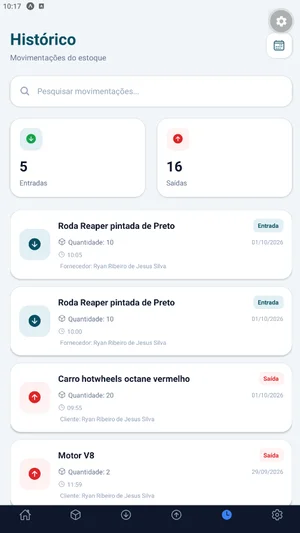 10:17
Histórico
Movimentações do estoque
Pesquisar movimentações...
5
Entradas
16
Saídas
Roda Reaper pintada de Preto
Entrada
Quantidade: 10
01/10/2026
10:05
Fornecedor: Ryan Ribeiro de Jesus Silva
Roda Reaper pintada de Preto
Entrada
Quantidade: 10
01/10/2026
10:00
Fornecedor: Ryan Ribeiro de Jesus Silva
Carro hotwheels octane vermelho
Saída
Quantidade: 20
01/10/2026
09:55
Cliente: Ryan Ribeiro de Jesus Silva
Motor V8
Saída
Quantidade: 2
29/09/2026
11:59
Cliente: Ryan Ribeiro de Jesus Silva